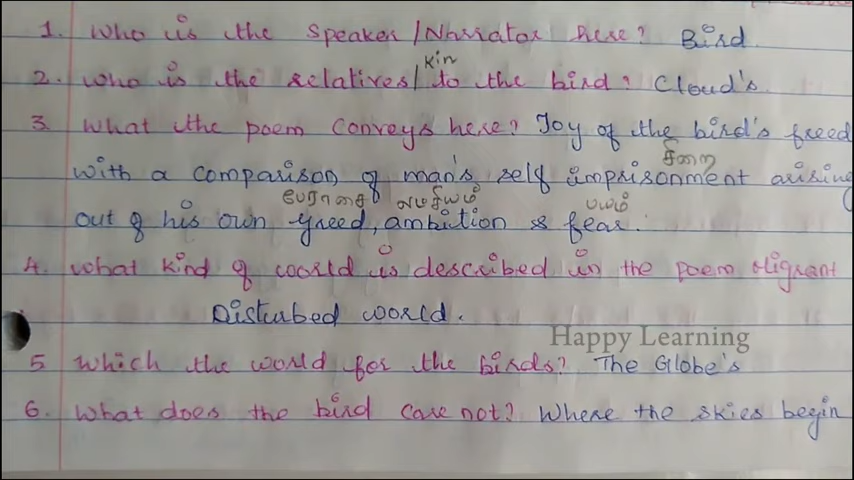 1. Who is the Speaker/Narrator here? Bird
kin
2. Who is the relatives/ to the bird? Cloud's
3. What the poem conveys here? Joy of the bird's freed
சிறை
with a comparison of man's self imprisonment arising
பேராசை லட்சியம் பயம்
out of his own greed, ambition & fear.
4. What kind of world is described in the poem Migrant
Disturbed world.
Happy Learning
5 Which the world for the birds? The Globe's
6. What does the bird care not? Where the skies begin